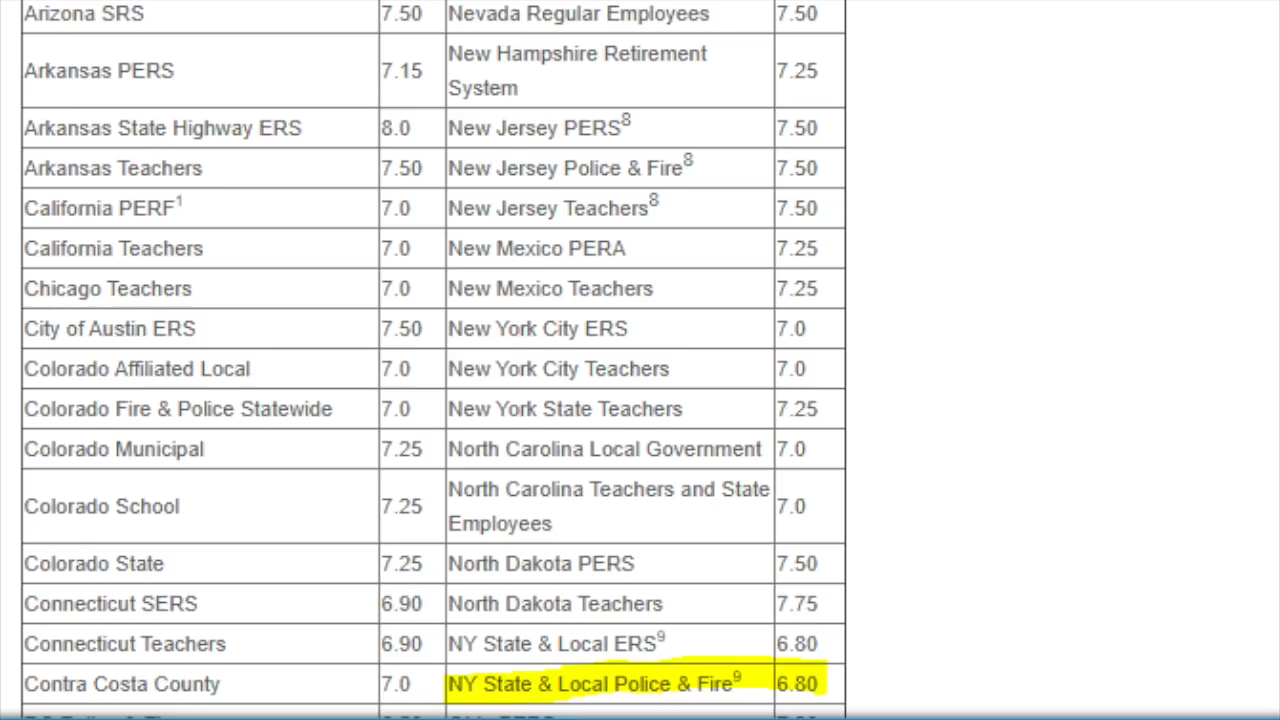 Arizona SRS 7.50 Nevada Regular Employees 7.50
Arkansas PERS 7.15 New Hampshire Retirement System 7.25
Arkansas State Highway ERS 8.0 New Jersey PERS⁸ 7.50
Arkansas Teachers 7.50 New Jersey Police & Fire⁸ 7.50
California PERF¹ 7.0 New Jersey Teachers⁸ 7.50
California Teachers 7.0 New Mexico PERA 7.25
Chicago Teachers 7.0 New Mexico Teachers 7.25
City of Austin ERS 7.50 New York City ERS 7.0
Colorado Affiliated Local 7.0 New York City Teachers 7.0
Colorado Fire & Police Statewide 7.0 New York State Teachers 7.25
Colorado Municipal 7.25 North Carolina Local Government 7.0
Colorado School 7.25 North Carolina Teachers and State Employees 7.0
Colorado State 7.25 North Dakota PERS 7.50
Connecticut SERS 6.90 North Dakota Teachers 7.75
Connecticut Teachers 6.90 NY State & Local ERS⁹ 6.80
Contra Costa County 7.0 NY State & Local Police & Fire⁹ 6.80